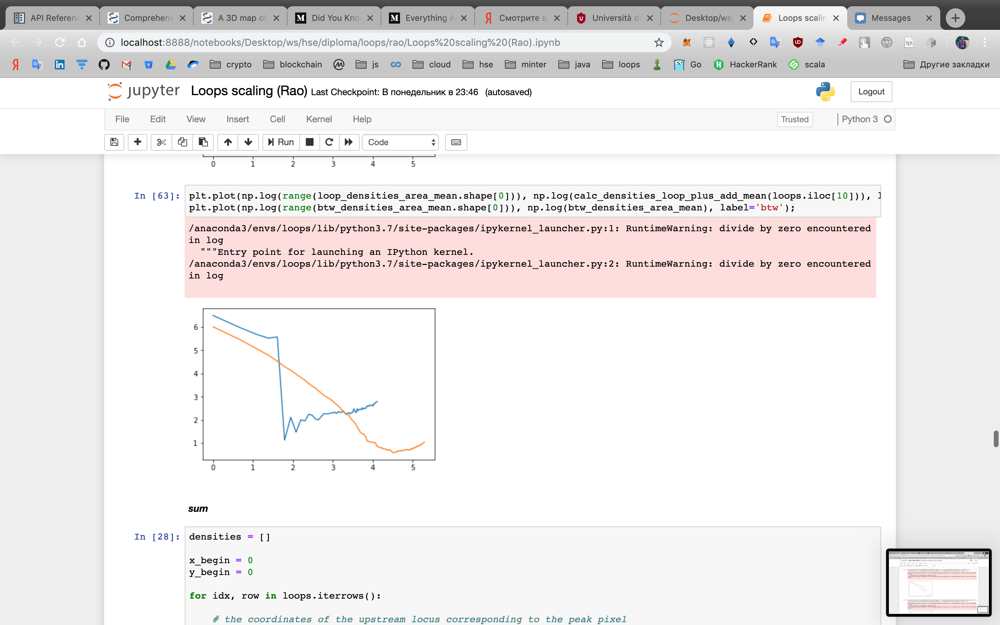 API Referenc
Comprehens
A 3D map of
Did You Kno
Everything A
Смотрите в
Università d
Desktop/ws/
Loops scalin
Messages
localhost:8888/notebooks/Desktop/ws/hse/diploma/loops/rao/Loops%20scaling%20(Rao).ipynb
crypto blockchain js cloud hse minter java loops Go HackerRank scala Другие закладки
jupyter Loops scaling (Rao) Last Checkpoint: В понедельник в 23:46 (autosaved) Logout
File Edit View Insert Cell Kernel Help Trusted Python 3
Run Code
0 1 2 3 4 5
In [63]: plt.plot(np.log(range(loop_densities_area_mean.shape[0])), np.log(calc_densities_loop_plus_add_mean(loops.iloc[10])), l
plt.plot(np.log(range(btw_densities_area_mean.shape[0])), np.log(btw_densities_area_mean), label='btw');
/anaconda3/envs/loops/lib/python3.7/site-packages/ipykernel_launcher.py:1: RuntimeWarning: divide by zero encountered
in log
"""Entry point for launching an IPython kernel.
/anaconda3/envs/loops/lib/python3.7/site-packages/ipykernel_launcher.py:2: RuntimeWarning: divide by zero encountered
in log
6
5
4
3
2
1
0 1 2 3 4 5
sum
In [28]: densities = []
x_begin = 0
y_begin = 0
for idx, row in loops.iterrows():
# the coordinates of the upstream locus corresponding to the peak pixel